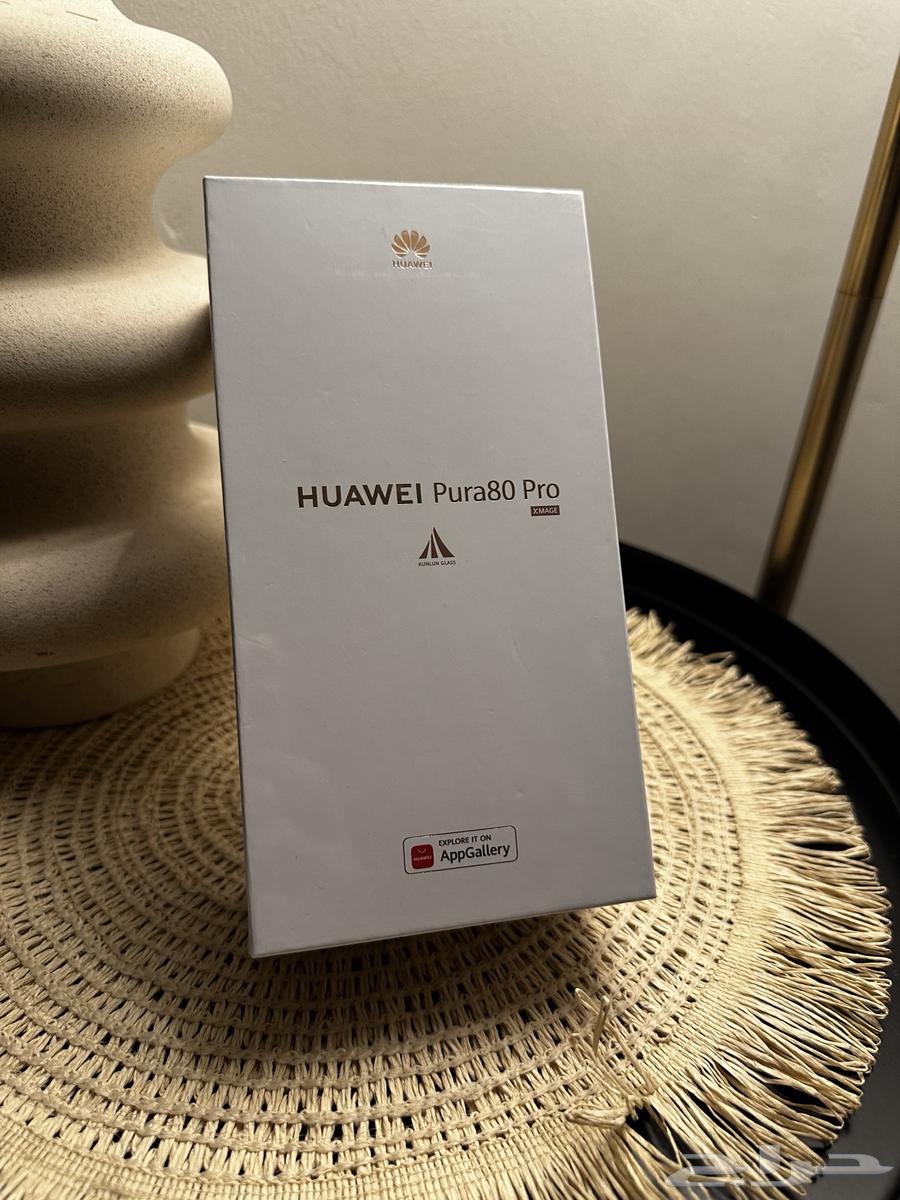 HUAWEI
HUAWEI Pura80 Pro
XMAGE
KUNLUN GLASS
EXPLORE IT ON
HUAWEI AppGallery
حراج